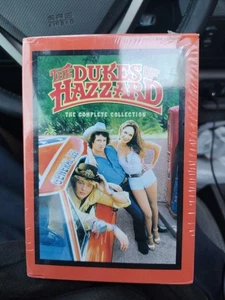 THE DUKES OF
HAZZARD
THE COMPLETE COLLECTION